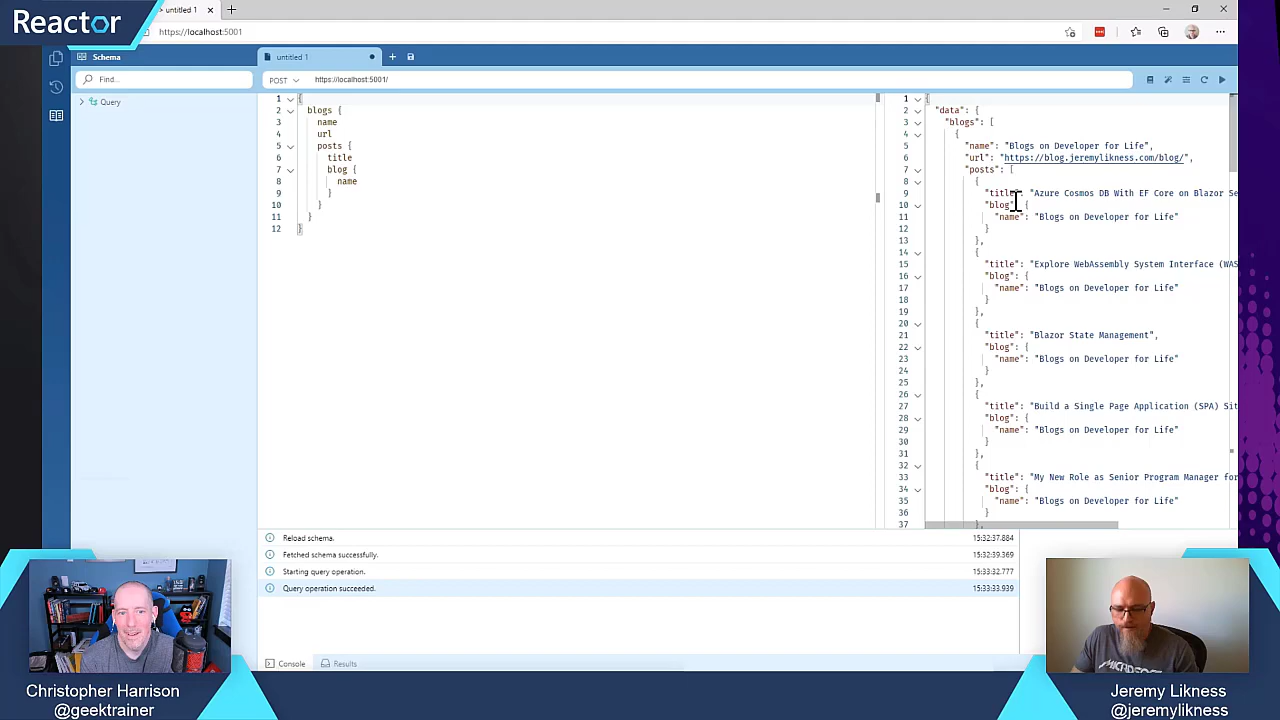 Reactor
untitled 1
https://localhost:5001
Schema
untitled 1
Find...
POST
https://localhost:5001/
Query
1 {
2 blogs {
3 name
4 url
5 posts {
6 title
7 blog {
8 name
9 }
10 }
11 }
12 }
1 {
2 "data": {
3 "blogs": [
4 {
5 "name": "Blogs on Developer for Life",
6 "url": "https://blog.jeremylikness.com/blog/",
7 "posts": [
8 {
9 "title": "Azure Cosmos DB With EF Core on Blazor Se
10 "blog": {
11 "name": "Blogs on Developer for Life"
12 }
13 },
14 {
15 "title": "Explore WebAssembly System Interface (WAS
16 "blog": {
17 "name": "Blogs on Developer for Life"
18 }
19 },
20 {
21 "title": "Blazor State Management",
22 "blog": {
23 "name": "Blogs on Developer for Life"
24 }
25 },
26 {
27 "title": "Build a Single Page Application (SPA) Sit
28 "blog": {
29 "name": "Blogs on Developer for Life"
30 }
31 },
32 {
33 "title": "My New Role as Senior Program Manager for
34 "blog": {
35 "name": "Blogs on Developer for Life"
36 }
37 },
Reload schema. 15:32:37.884
Fetched schema successfully. 15:32:39.369
Starting query operation. 15:33:32.777
Query operation succeeded. 15:33:33.939
Console
Results
Christopher Harrison
@geektrainer
Jeremy Likness
@jeremylikness